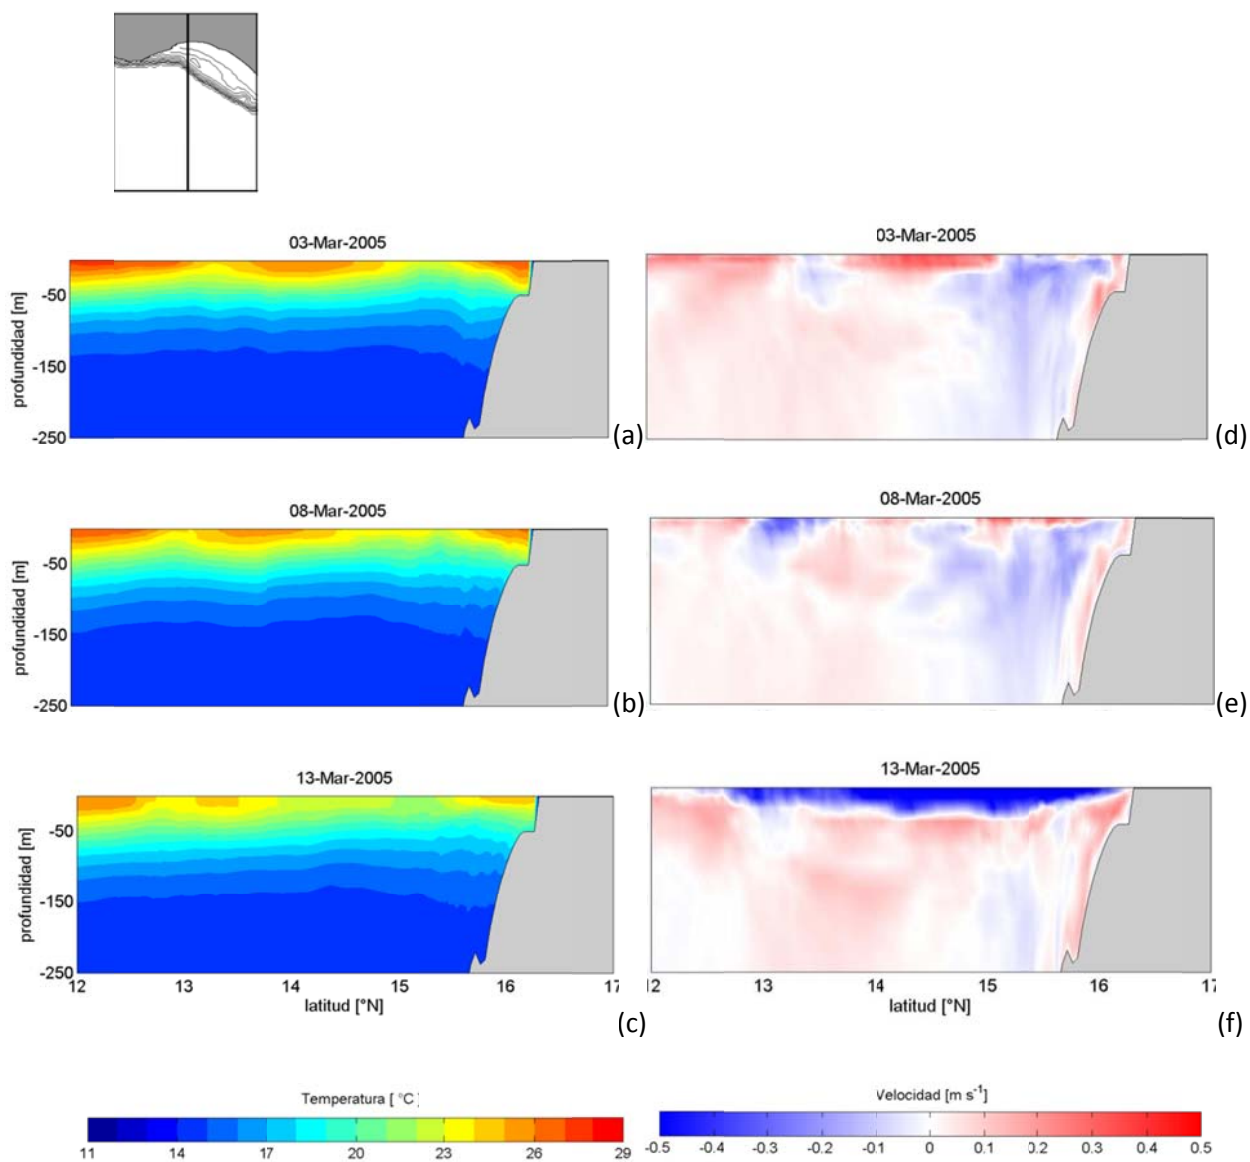 03-Mar-2005
03-Mar-2005
-50
-150
-250
profundidad [m]
(a)
(d)
08-Mar-2005
08-Mar-2005
-50
-150
-250
profundidad [m]
(b)
(e)
13-Mar-2005
13-Mar-2005
-50
-150
-250
profundidad [m]
12 13 14 15 16 17
latitud [°N]
(c)
12 13 14 15 16 17
latitud [°N]
(f)
Temperatura [ °C]
11 14 17 20 23 26 29
Velocidad [m s⁻¹]
-0.5 -0.4 -0.3 -0.2 -0.1 0 0.1 0.2 0.3 0.4 0.5